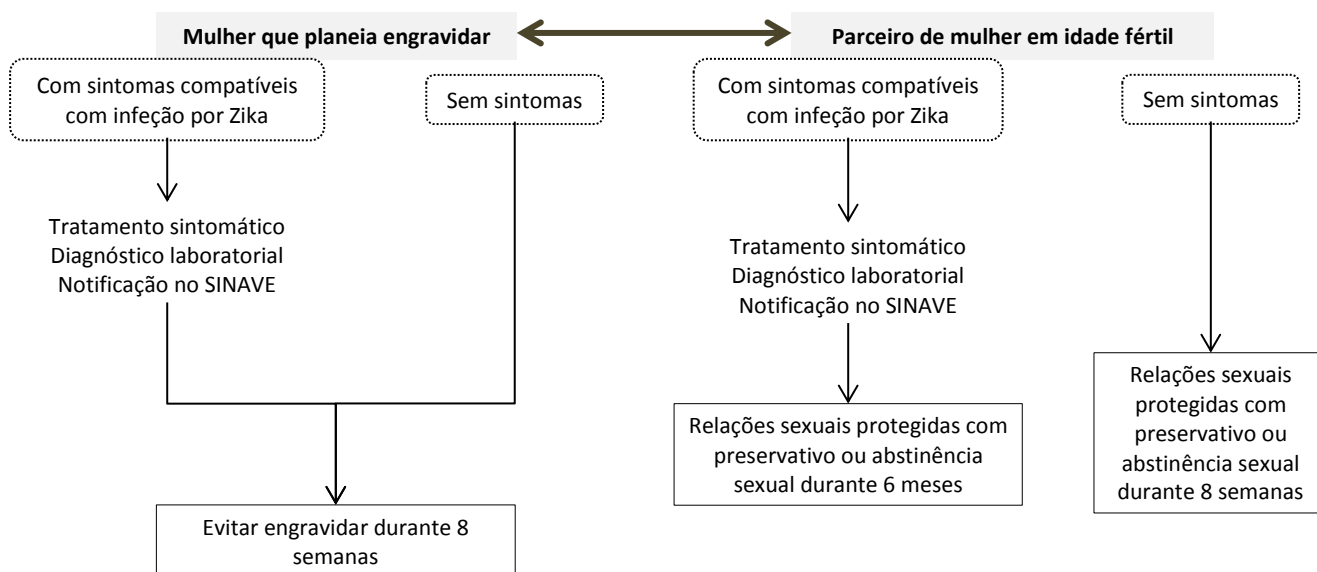 Mulher que planeia engravidar
Parceiro de mulher em idade fértil
Com sintomas compatíveis
com infeção por Zika
Sem sintomas
Com sintomas compatíveis
com infeção por Zika
Sem sintomas
Tratamento sintomático
Diagnóstico laboratorial
Notificação no SINAVE
Tratamento sintomático
Diagnóstico laboratorial
Notificação no SINAVE
Relações sexuais
protegidas com
preservativo ou
abstinência sexual
durante 8 semanas
Relações sexuais protegidas com
preservativo ou abstinência
sexual durante 6 meses
Evitar engravidar durante 8
semanas